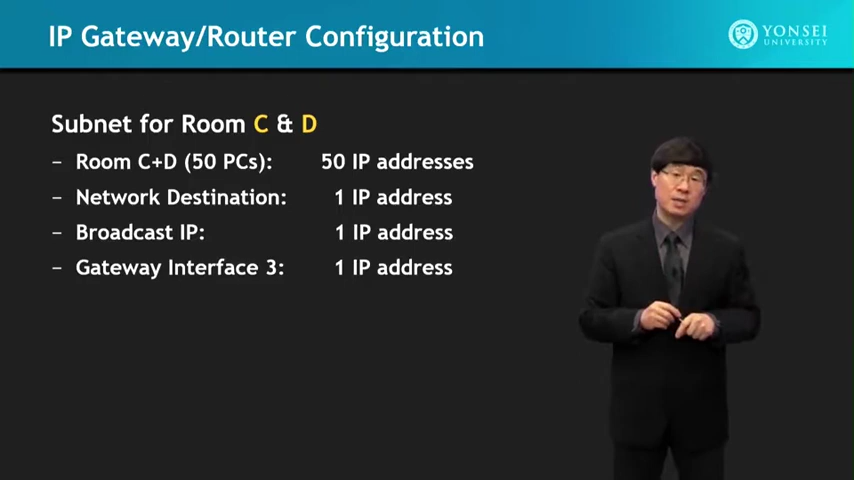 IP Gateway/Router Configuration
YONSEI
UNIVERSITY
Subnet for Room C & D
– Room C+D (50 PCs): 50 IP addresses
– Network Destination: 1 IP address
– Broadcast IP: 1 IP address
– Gateway Interface 3: 1 IP address